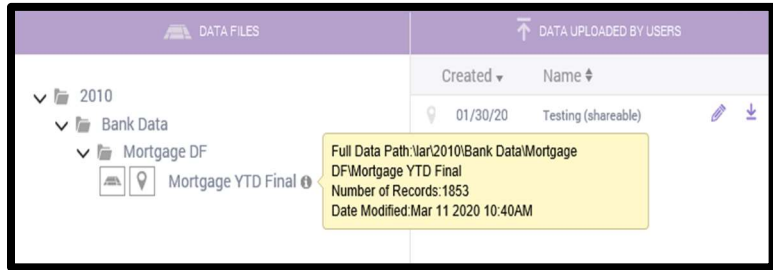 DATA FILES
DATA UPLOADED BY USERS
Created Name
2010
01/30/20 Testing (shareable)
Bank Data
Mortgage DF
Mortgage YTD Final
Full Data Path:\lar\2010\Bank Data\Mortgage
DF\Mortgage YTD Final
Number of Records:1853
Date Modified:Mar 11 2020 10:40AM